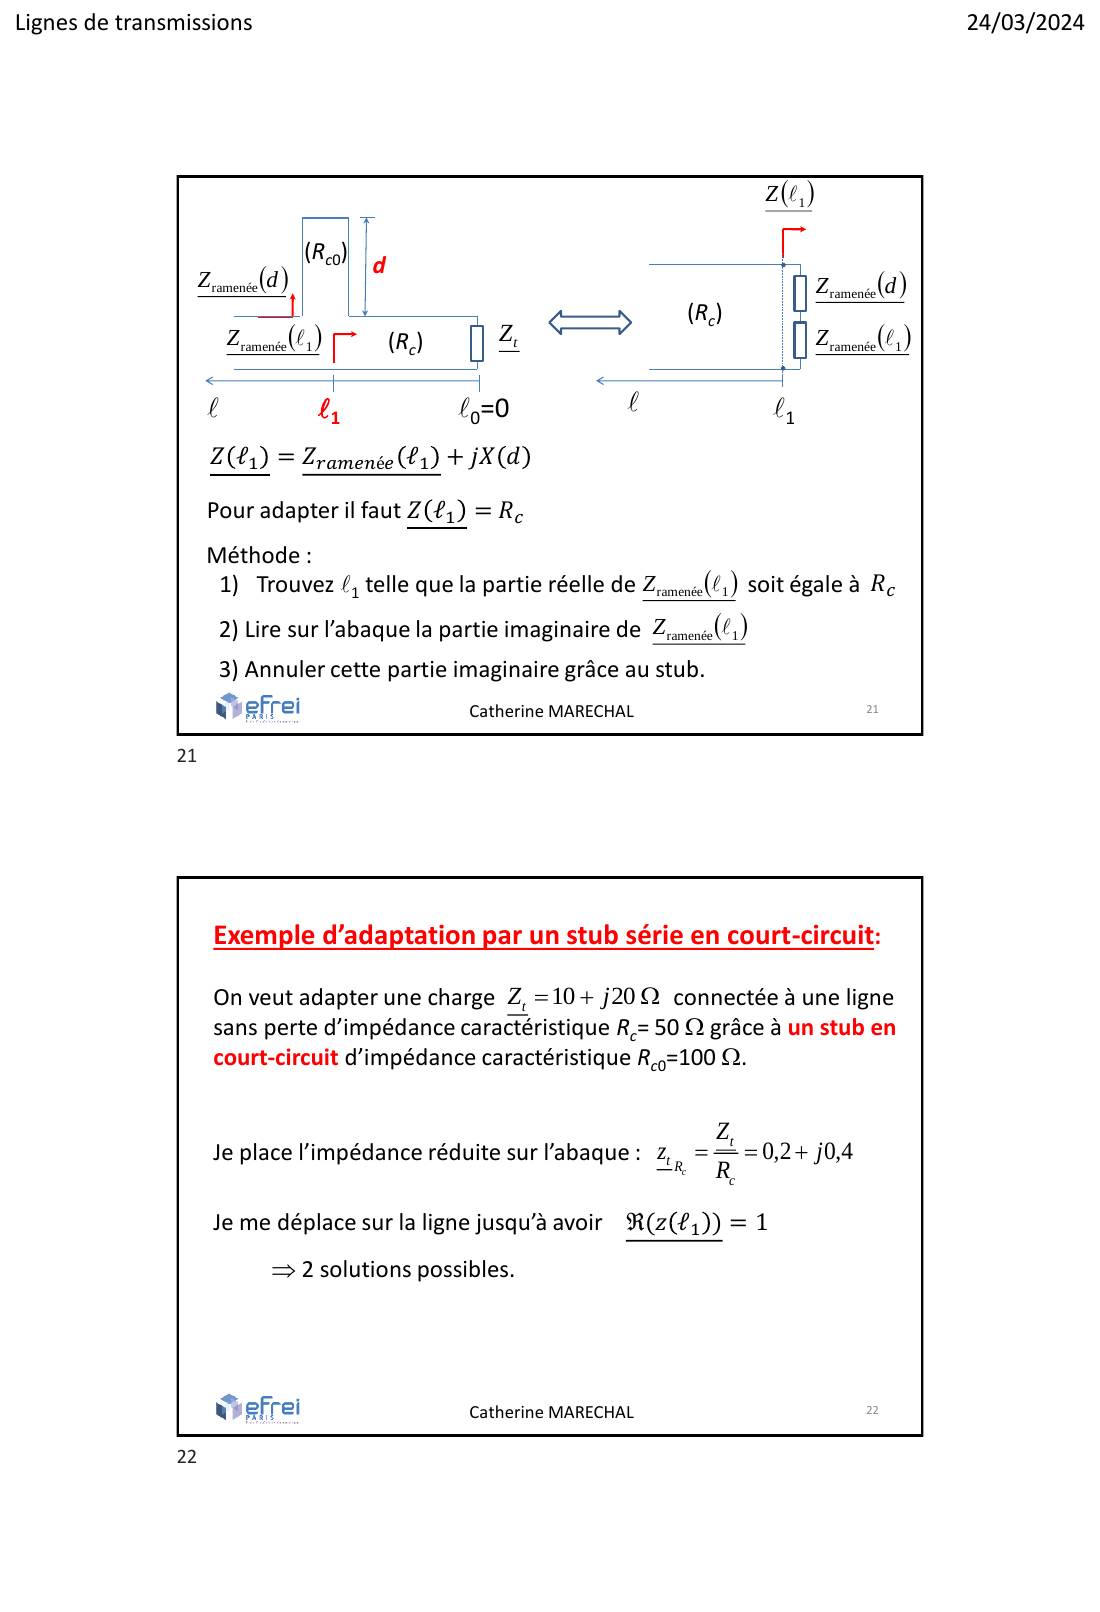 Lignes de transmissions 24/03/2024
Z(ℓ1)
(Rc0) d
Zramenée(d)
Zramenée(ℓ1) (Rc) Zt
(Rc) Zramenée(d)
Zramenée(ℓ1)
ℓ ℓ1 ℓ0=0 ℓ ℓ1
Z(ℓ1) = Zramenée(ℓ1) + jX(d)
Pour adapter il faut Z(ℓ1) = Rc
Méthode :
1) Trouvez ℓ1 telle que la partie réelle de Zramenée(ℓ1) soit égale à Rc
2) Lire sur l’abaque la partie imaginaire de Zramenée(ℓ1)
3) Annuler cette partie imaginaire grâce au stub.
efrei
PARIS
Catherine MARECHAL 21
21
Exemple d’adaptation par un stub série en court-circuit:
On veut adapter une charge Zt = 10 + j20 Ω connectée à une ligne
sans perte d’impédance caractéristique Rc= 50 Ω grâce à un stub en
court-circuit d’impédance caractéristique Rc0=100 Ω.
Je place l’impédance réduite sur l’abaque : zt Rc = Zt / Rc = 0,2 + j0,4
Je me déplace sur la ligne jusqu’à avoir ℜ(z(ℓ1)) = 1
⇒ 2 solutions possibles.
efrei
PARIS
Catherine MARECHAL 22
22